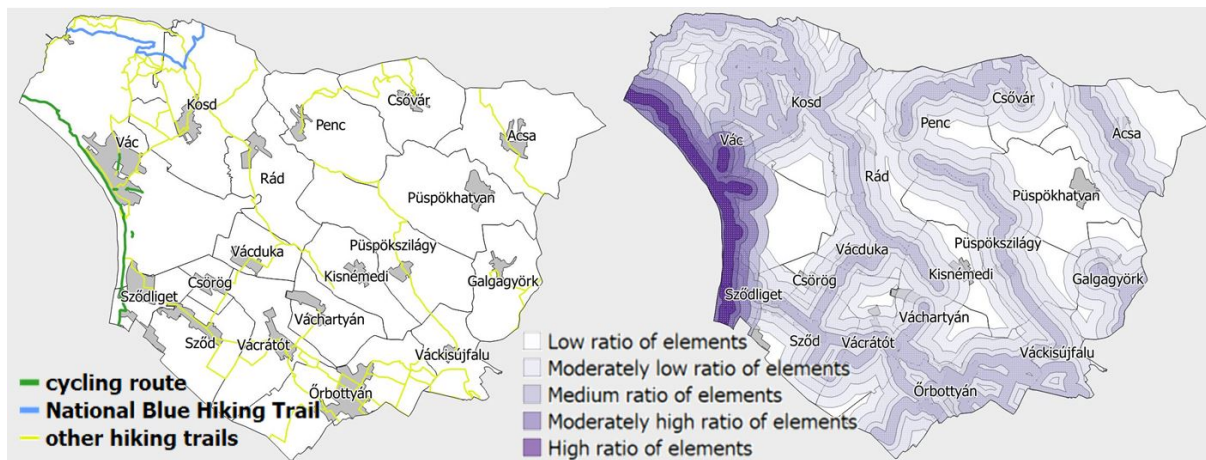 Kosd
Csővár
Penc
Acsa
Vác
Rád
Püspökhatvan
Vácduka
Püspökszilágy
Csörög
Kisnémedi
Galgagyörk
Sződliget
Váchartyán
Sződ
Vácrátót
Váckisújfalu
Őrbottyán
cycling route
National Blue Hiking Trail
other hiking trails
Kosd
Csővár
Penc
Acsa
Vác
Rád
Püspökhatvan
Vácduka
Püspökszilágy
Csörög
Kisnémedi
Galgagyörk
Sződliget
Váchartyán
Sződ
Vácrátót
Váckisújfalu
Őrbottyán
Low ratio of elements
Moderately low ratio of elements
Medium ratio of elements
Moderately high ratio of elements
High ratio of elements